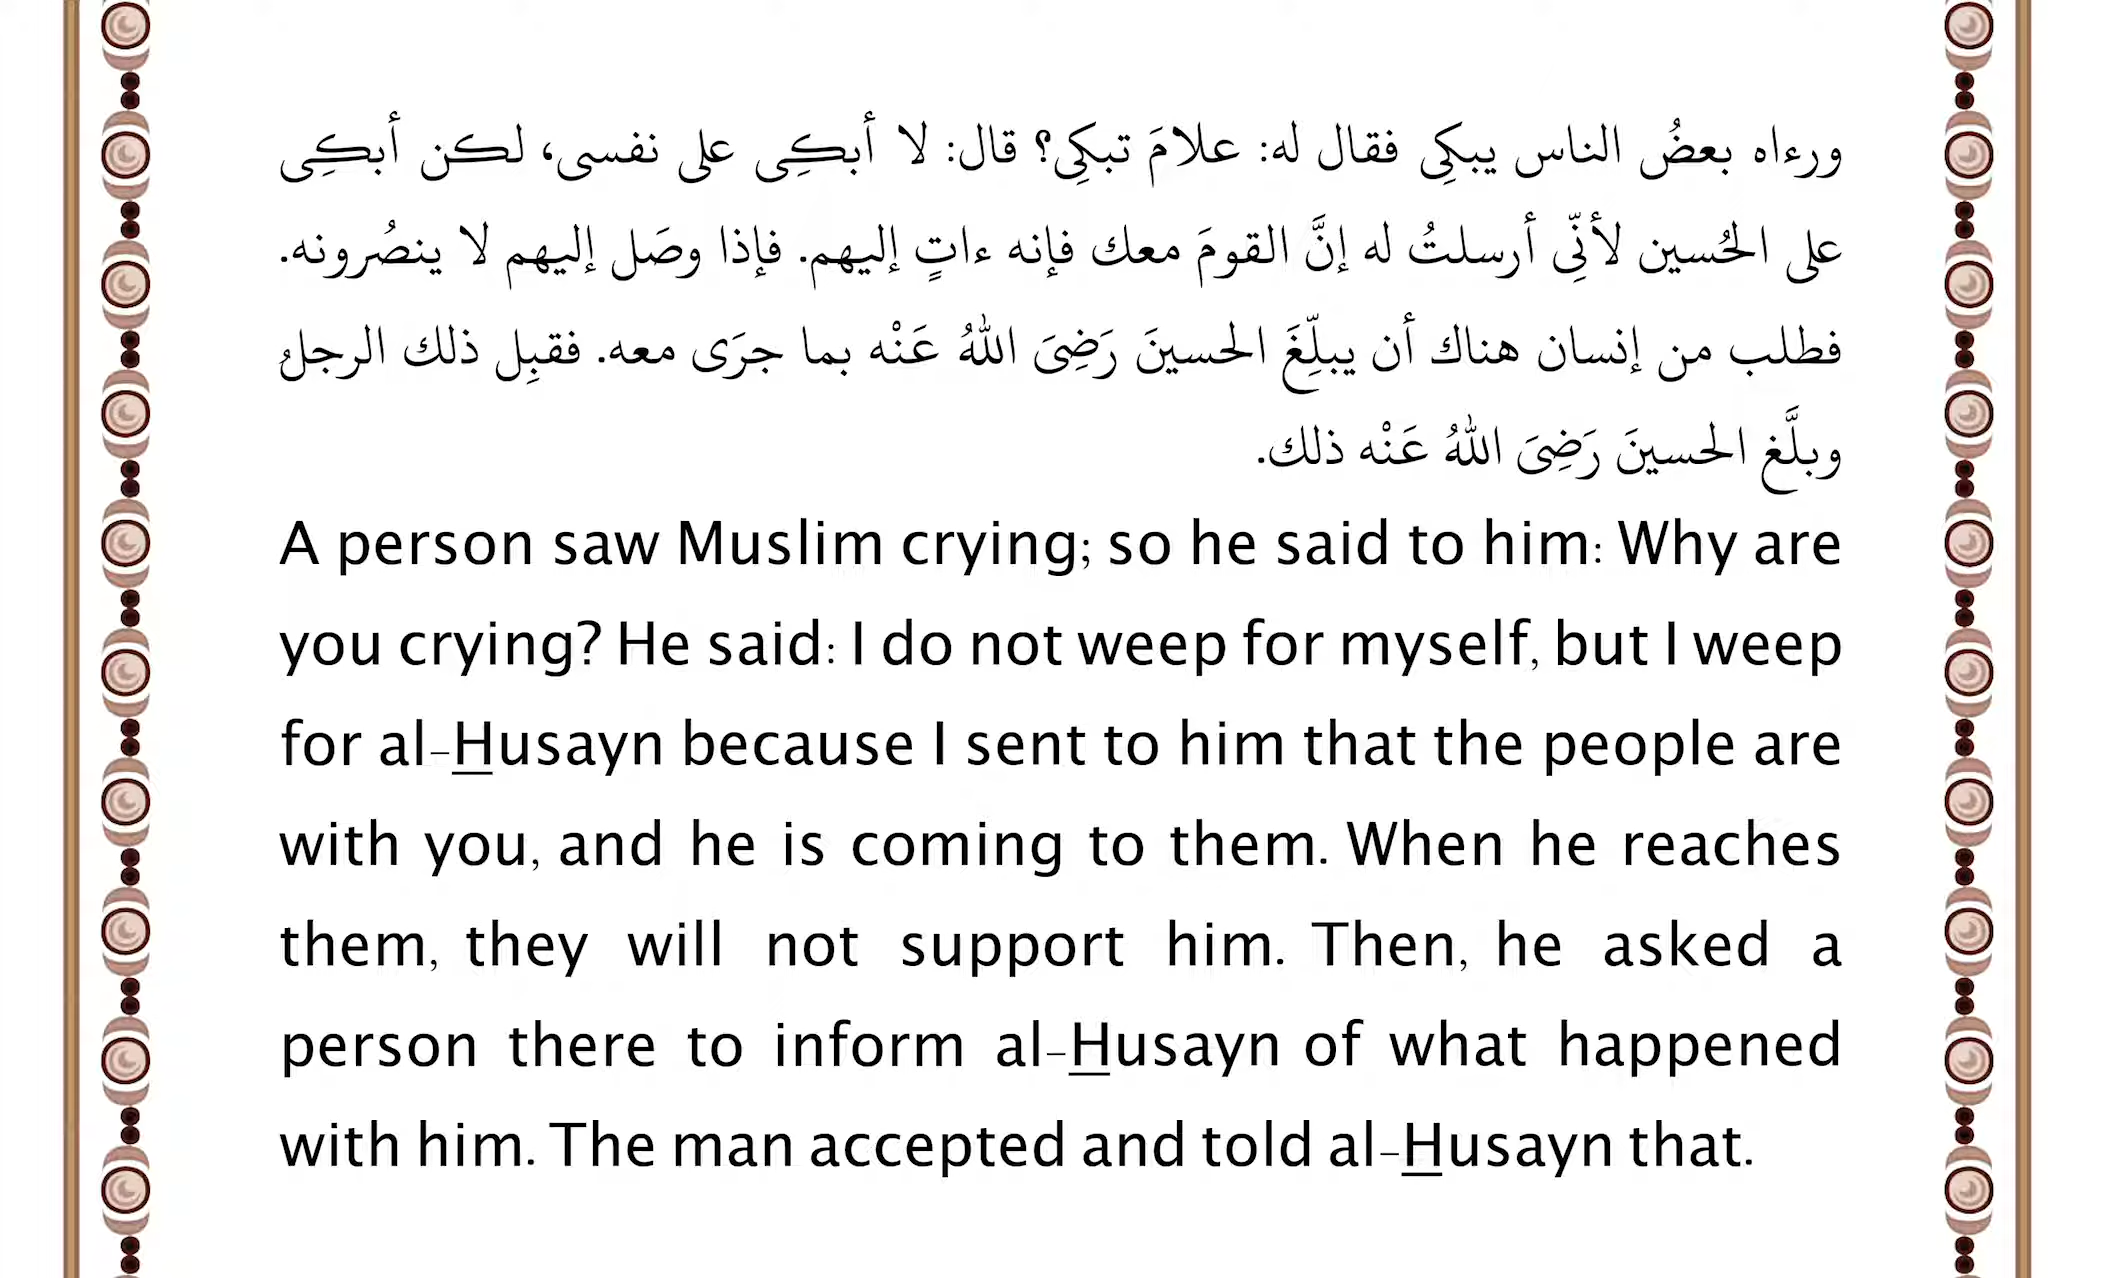 ورءاه بعضُ الناس يبكِى فقال له: علامَ تبكِى؟ قال: لا أبكِى على نفسى، لكن أبكِى
على الحُسين لأنِّى أرسلتُ له إنَّ القومَ معك فإنه ءاتٍ إليهم. فإذا وصَل إليهم لا ينصُرونه.
فطلب من إنسان هناك أن يبلِّغَ الحسينَ رَضِىَ اللهُ عَنْه بما جرَى معه. فقبِل ذلك الرجلُ
وبلَّغ الحسينَ رَضِىَ اللهُ عَنْه ذلك.
A person saw Muslim crying; so he said to him: Why are
you crying? He said: I do not weep for myself, but I weep
for al-Husayn because I sent to him that the people are
with you, and he is coming to them. When he reaches
them, they will not support him. Then, he asked a
person there to inform al-Husayn of what happened
with him. The man accepted and told al-Husayn that.